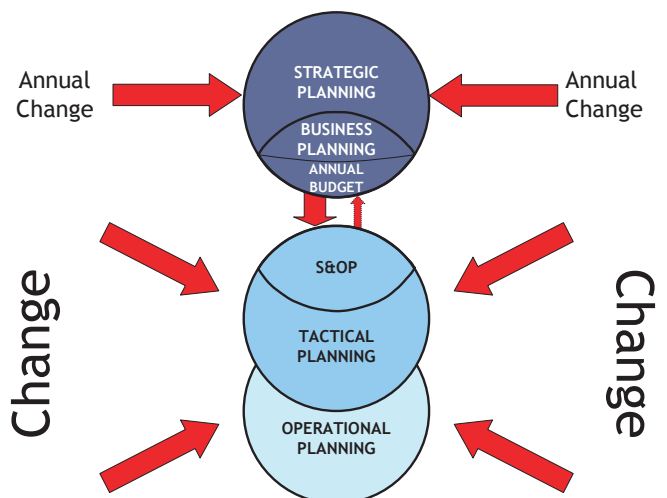 STRATEGIC
PLANNING
Annual
Change
Annual
Change
BUSINESS
PLANNING
ANNUAL
BUDGET
S&OP
Change
Change
TACTICAL
PLANNING
OPERATIONAL
PLANNING